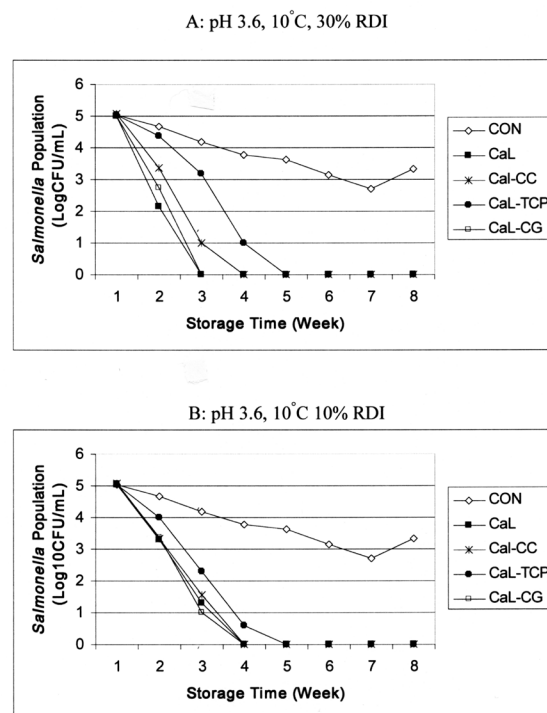 A: pH 3.6, 10°C, 30% RDI
Salmonella Population
(LogCFU/mL)
6
5
4
3
2
1
0
1 2 3 4 5 6 7 8
Storage Time (Week)
CON
CaL
Cal-CC
CaL-TCP
CaL-CG
B: pH 3.6, 10°C 10% RDI
Salmonella Population
(Log10CFU/mL)
6
5
4
3
2
1
0
1 2 3 4 5 6 7 8
Storage Time (Week)
CON
CaL
Cal-CC
CaL-TCP
CaL-CG